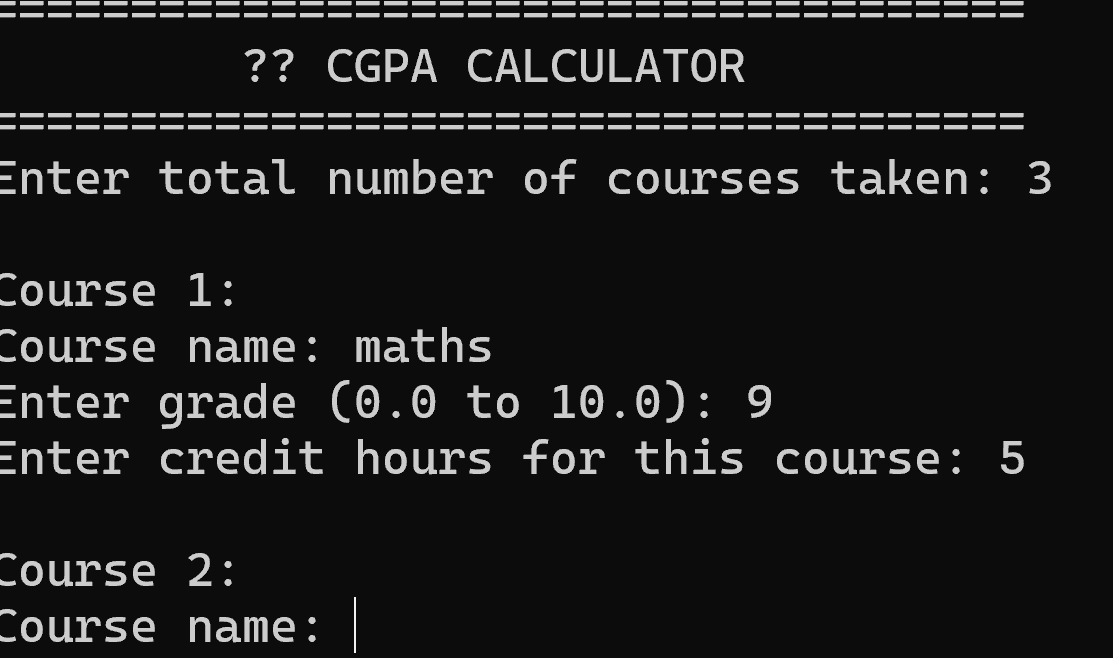 =====================================
?? CGPA CALCULATOR
=====================================
Enter total number of courses taken: 3
Course 1:
Course name: maths
Enter grade (0.0 to 10.0): 9
Enter credit hours for this course: 5
Course 2:
Course name: